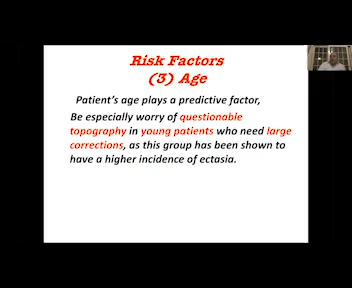 Risk Factors
(3) Age
Patient's age plays a predictive factor,
Be especially worry of questionable
topography in young patients who need large
corrections, as this group has been shown to
have a higher incidence of ectasia.